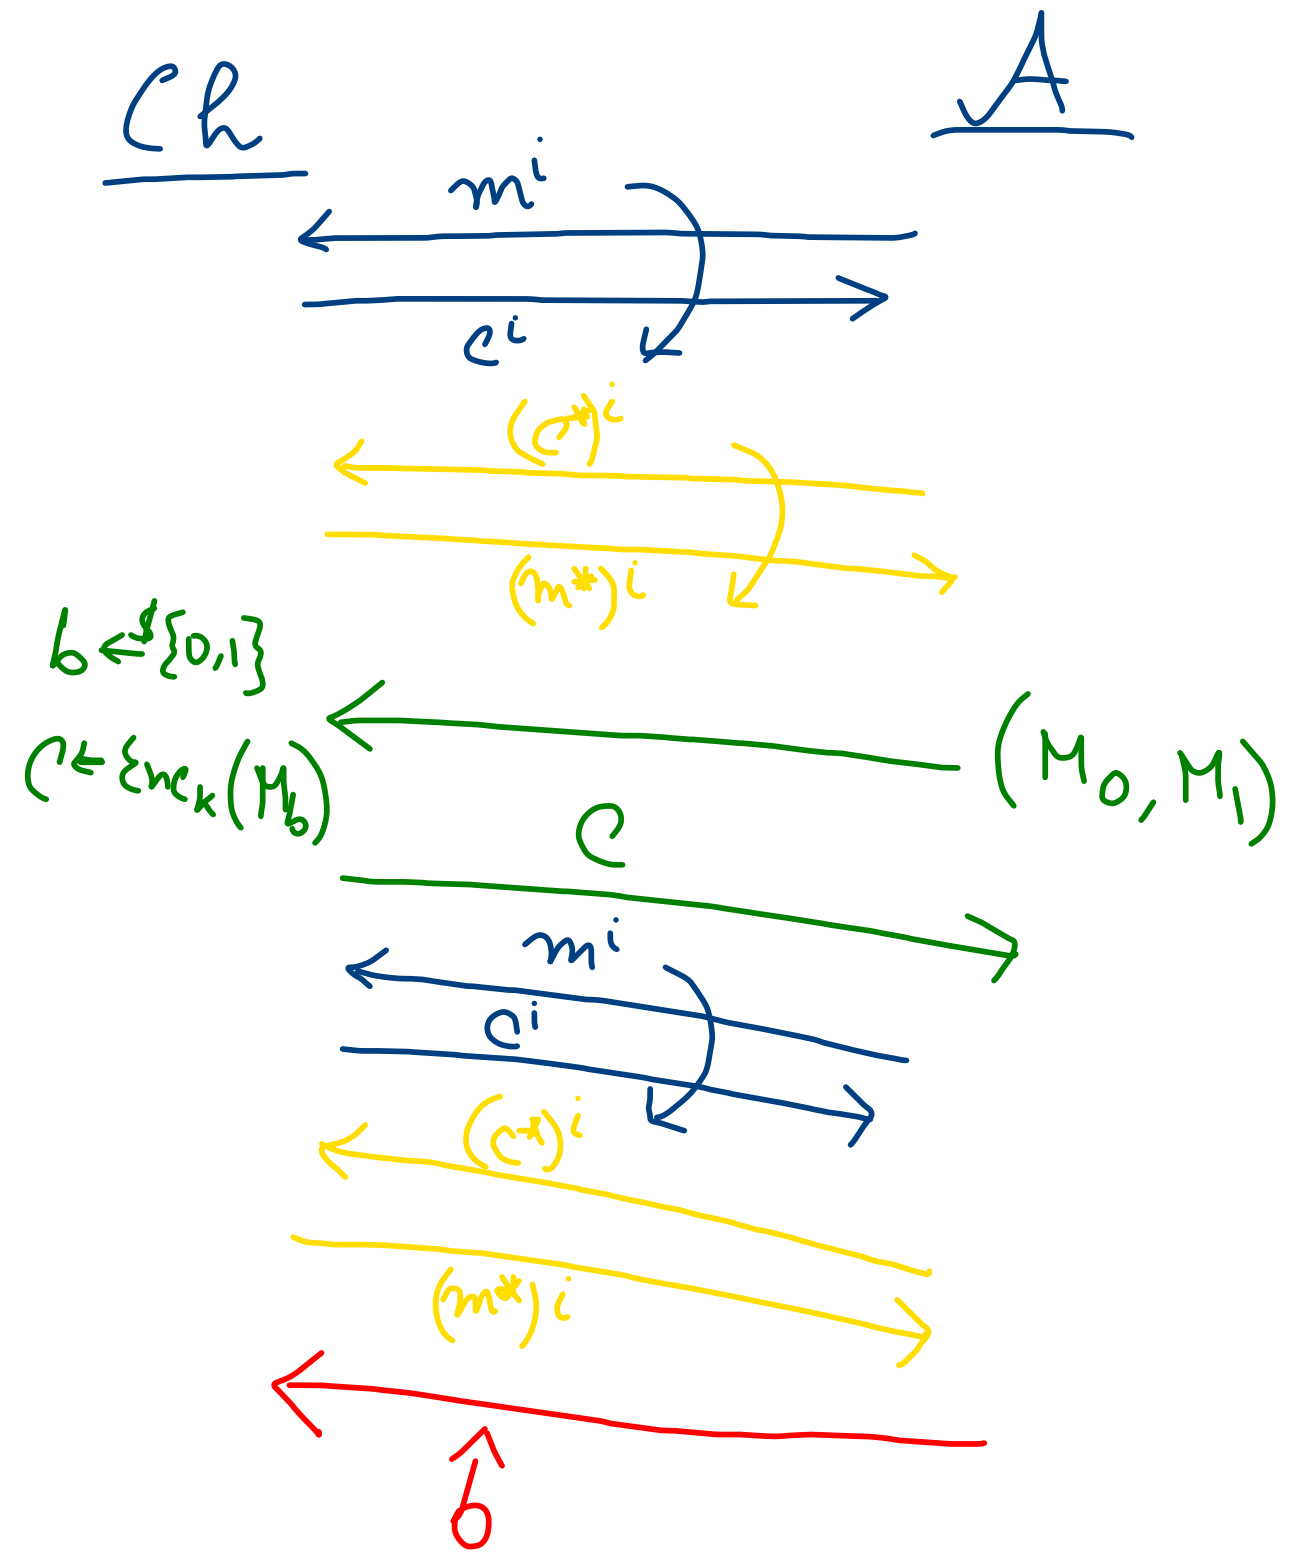 Ch A
m^i
c^i
(c*)^i
(m*)^i
b ←$ {0,1}
(M_0, M_1)
C ← Enc_k(M_b)
C
m^i
c^i
(c*)^i
(m*)^i
b̂